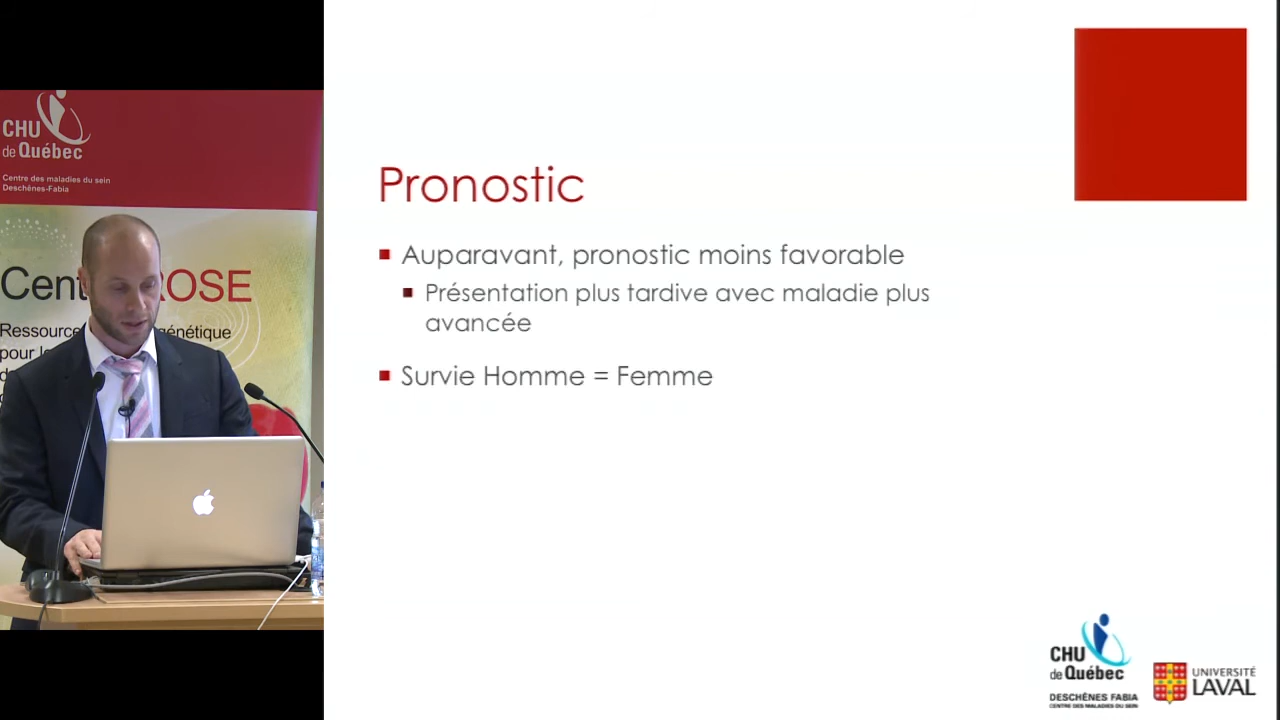 CHU
de Québec
Centre des maladies du sein
Deschênes-Fabia
Cent ROSE
Ressource génétique
pour le
Pronostic
Auparavant, pronostic moins favorable
Présentation plus tardive avec maladie plus
avancée
Survie Homme = Femme
CHU
de Québec
DESCHÊNES FABIA
CENTRE DES MALADIES DU SEIN
UNIVERSITÉ
LAVAL